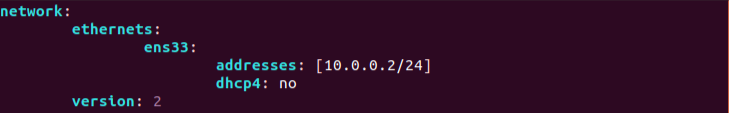 network:
        ethernets:
                ens33:
                        addresses: [10.0.0.2/24]
                        dhcp4: no
        version: 2